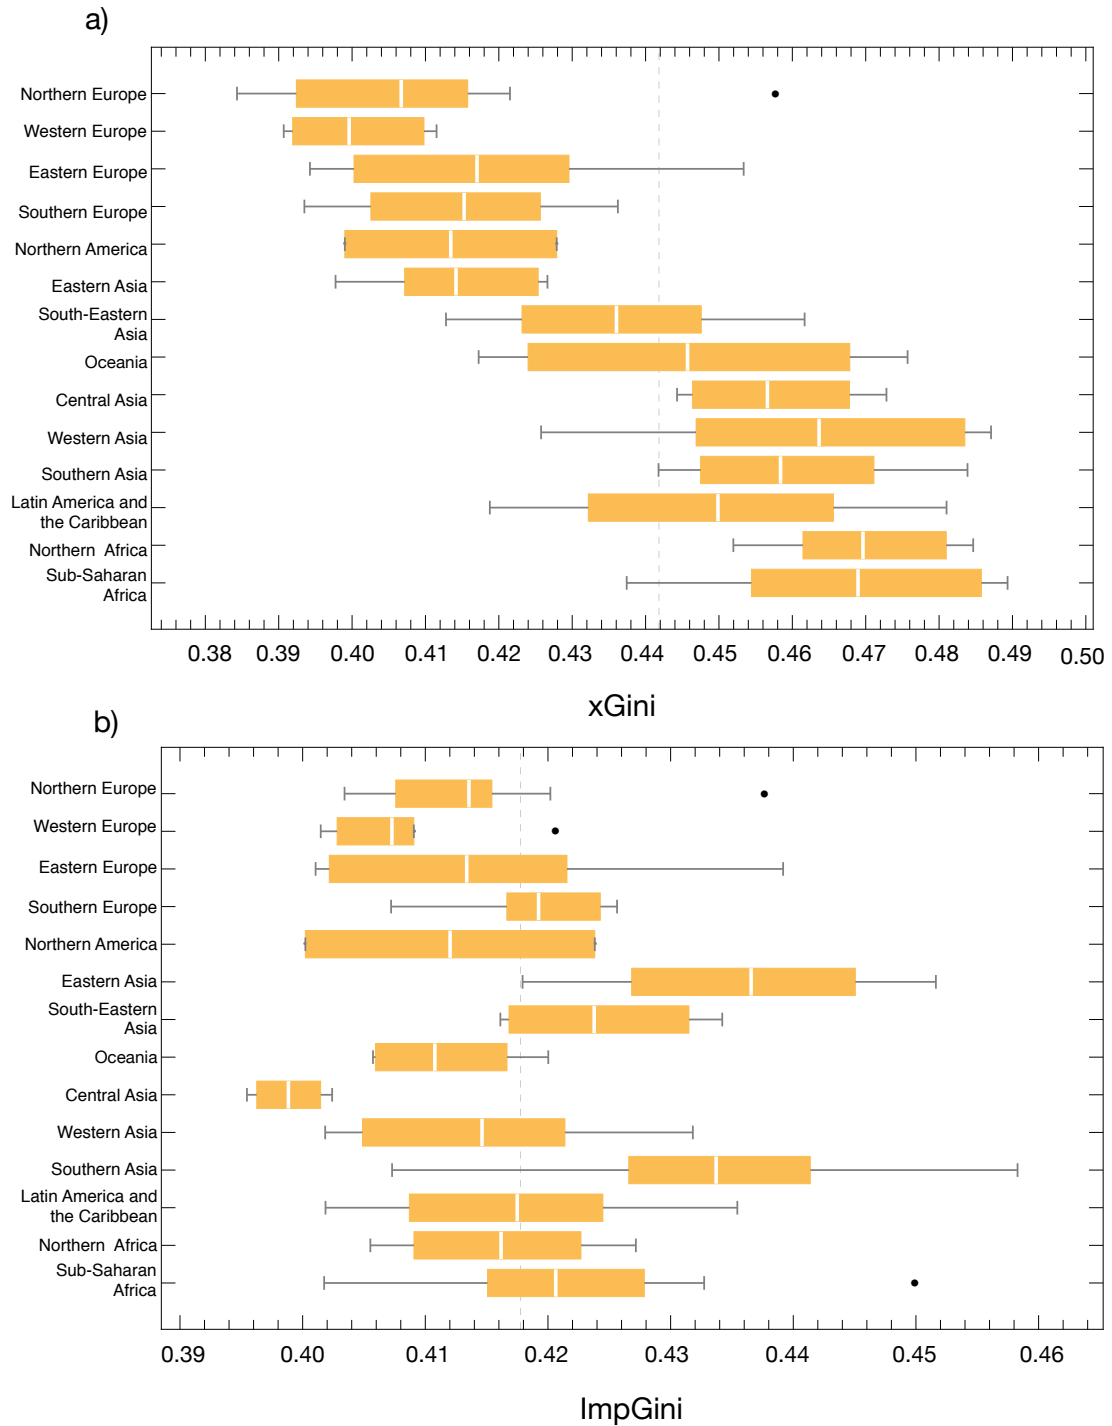 a)
Northern Europe
Western Europe
Eastern Europe
Southern Europe
Northern America
Eastern Asia
South-Eastern
Asia
Oceania
Central Asia
Western Asia
Southern Asia
Latin America and
the Caribbean
Northern Africa
Sub-Saharan
Africa
0.38 0.39 0.40 0.41 0.42 0.43 0.44 0.45 0.46 0.47 0.48 0.49 0.50
xGini
b)
Northern Europe
Western Europe
Eastern Europe
Southern Europe
Northern America
Eastern Asia
South-Eastern
Asia
Oceania
Central Asia
Western Asia
Southern Asia
Latin America and
the Caribbean
Northern Africa
Sub-Saharan
Africa
0.39 0.40 0.41 0.42 0.43 0.44 0.45 0.46
ImpGini